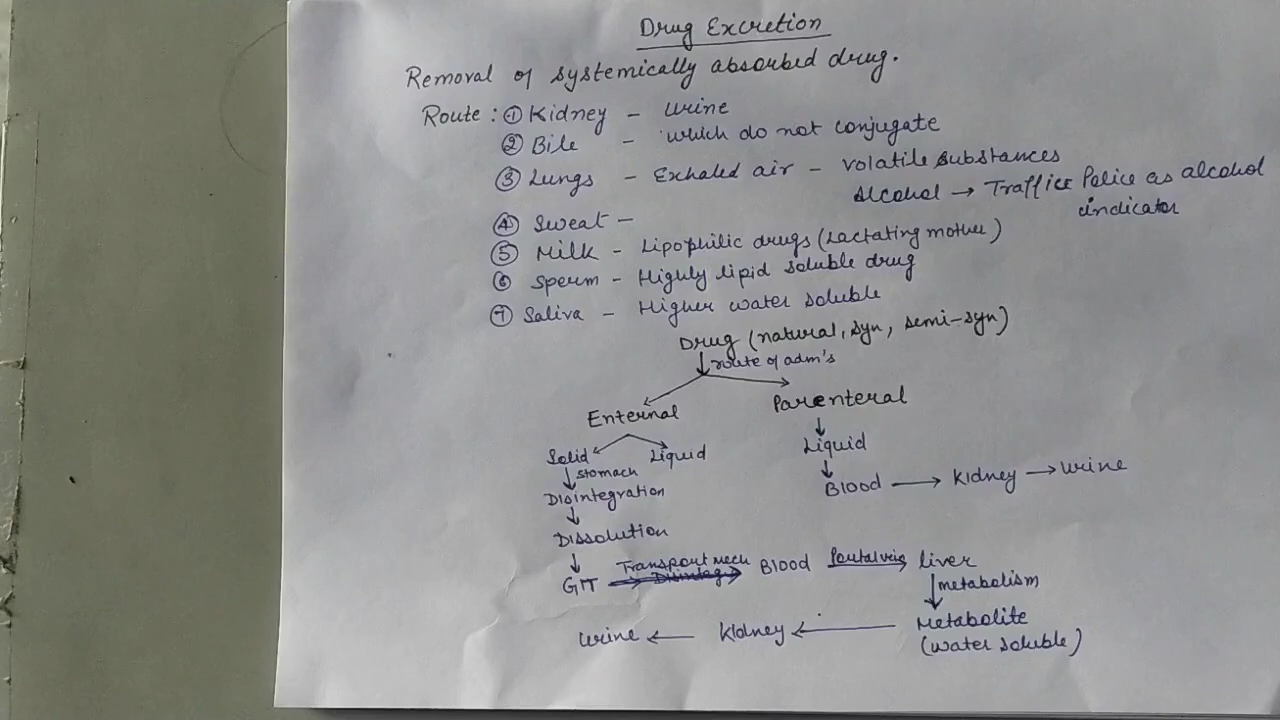 Drug Excretion
Removal of systemically absorbed drug.
Route : ① Kidney – Urine
② Bile – which do not conjugate
③ Lungs – Exhaled air – volatile substances
Alcohol → Traffice Police as alcohol
indicator
④ Sweat –
⑤ Milk – Lipophilic drugs (Lactating mother)
⑥ Sperm – Highly lipid soluble drug
⑦ Saliva – Higher water soluble
Drug (natural, syn, semi-syn)
↓ route of adm's
Enternal Parenteral
Solid Liquid ↓ Liquid
↓ stomach ↓
Disintegration Blood → Kidney → Urine
↓
Dissolution
↓ Transport mech
GIT → Blood Portal vein → liver
↓ metabolism
Urine ← Kidney ← Metabolite
(water soluble)